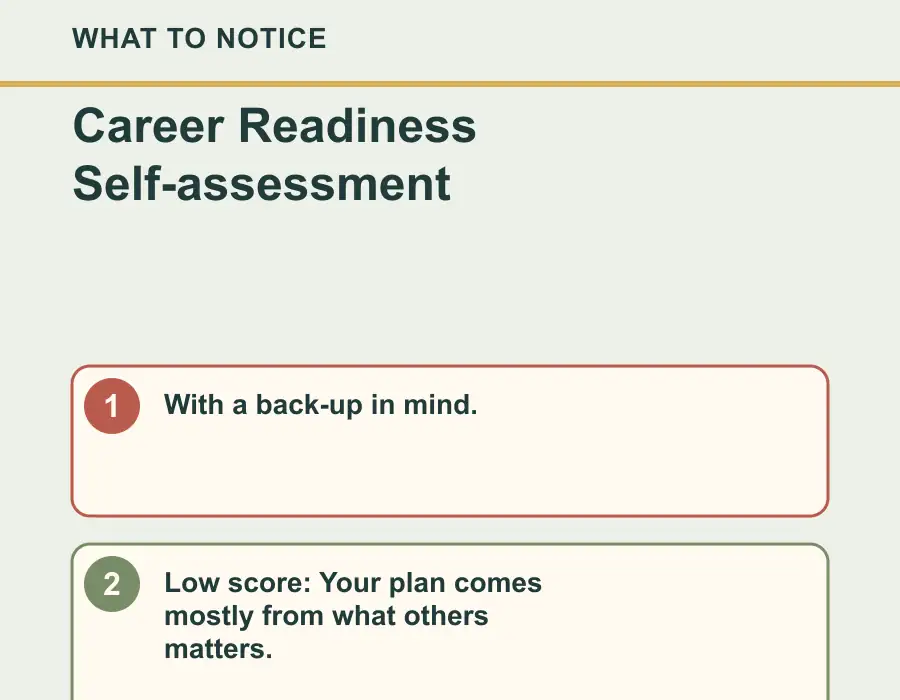 WHAT TO NOTICE
Career Readiness
Self-assessment
1
With a back-up in mind.
2
Low score: Your plan comes
mostly from what others
matters.